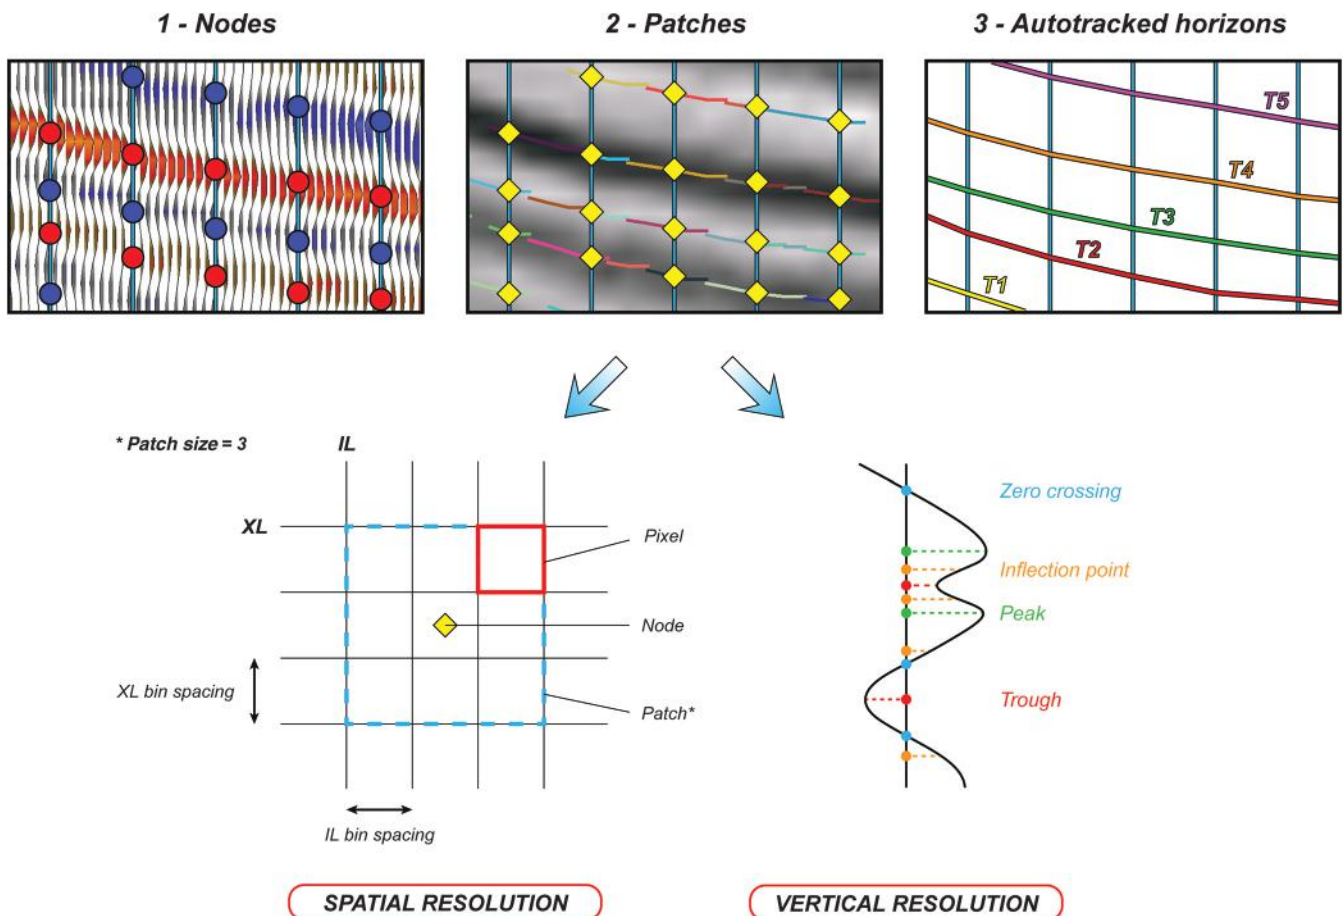 1 - Nodes
2 - Patches
3 - Autotracked horizons
T5
T4
T3
T2
T1
* Patch size = 3
IL
XL
Pixel
Node
XL bin spacing
Patch*
IL bin spacing
Zero crossing
Inflection point
Peak
Trough
SPATIAL RESOLUTION
VERTICAL RESOLUTION